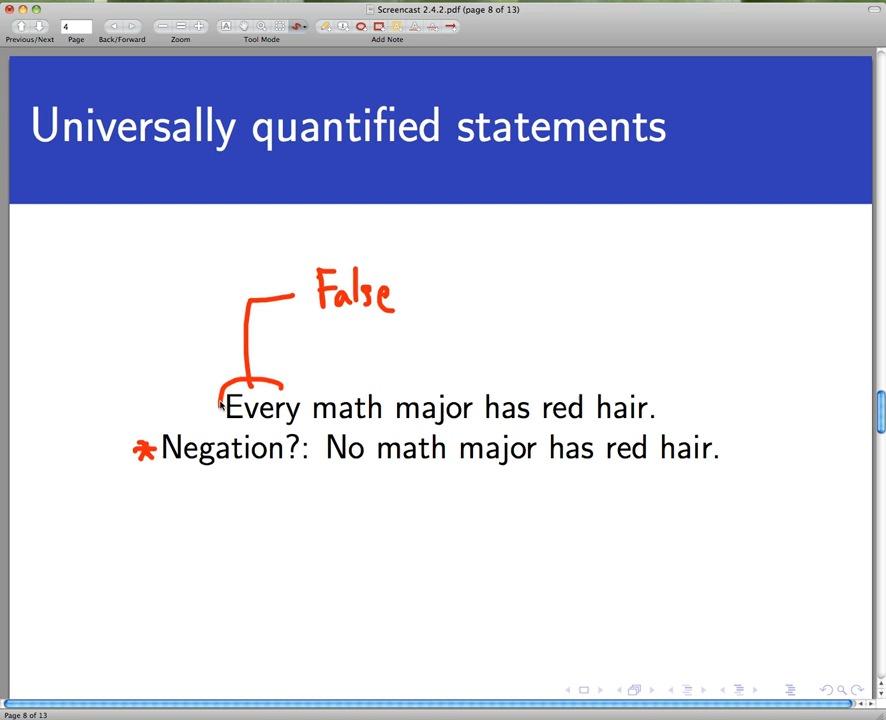 Screencast 2.4.2.pdf (page 8 of 13)
4
Previous/Next Page Back/Forward Zoom Tool Mode Add Note
Universally quantified statements
False
Every math major has red hair.
*Negation?: No math major has red hair.
Page 8 of 13